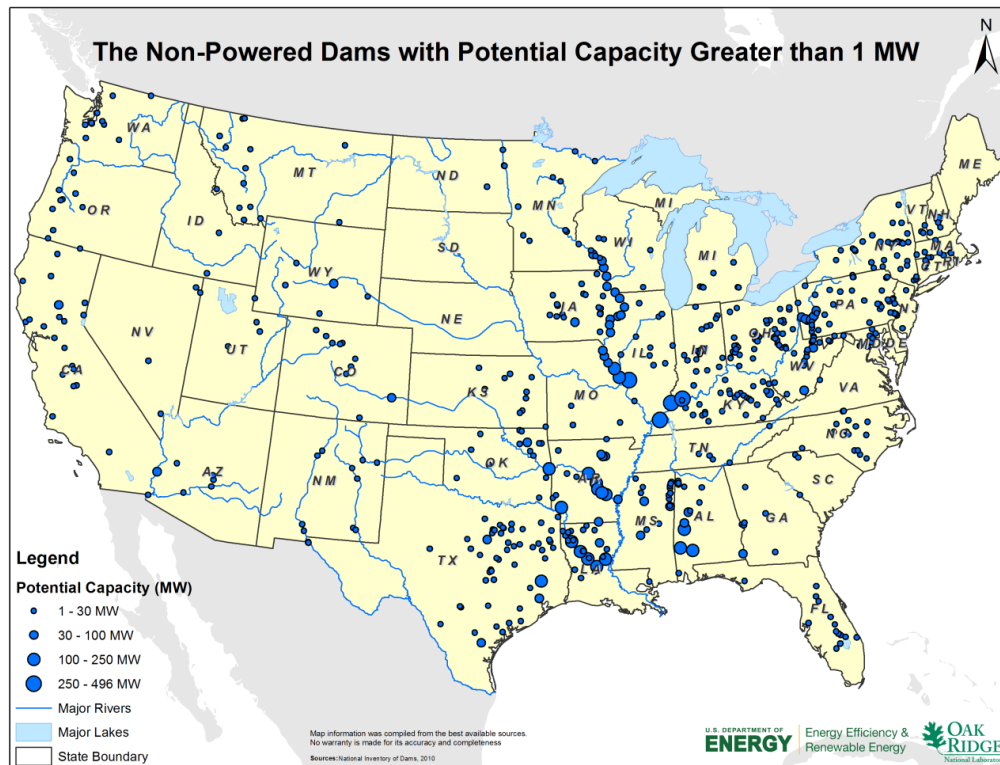 The Non-Powered Dams with Potential Capacity Greater than 1 MW
N
WA
MT
ND
MN
MI
ME
VT
NH
OR
ID
SD
WI
MI
NY
MA
CT
RI
WY
IA
PA
NJ
NV
UT
NE
IL
IN
OH
MD
DE
CA
CO
KS
MO
WV
VA
KY
AZ
NM
OK
AR
TN
NC
SC
TX
LA
MS
AL
GA
FL
Legend
Potential Capacity (MW)
1 - 30 MW
30 - 100 MW
100 - 250 MW
250 - 496 MW
Major Rivers
Major Lakes
State Boundary
Map information was compiled from the best available sources.
No warranty is made for its accuracy and completeness
Sources: National Inventory of Dams, 2010
U.S. DEPARTMENT OF
ENERGY
Energy Efficiency &
Renewable Energy
OAK
RIDGE
National Laborat